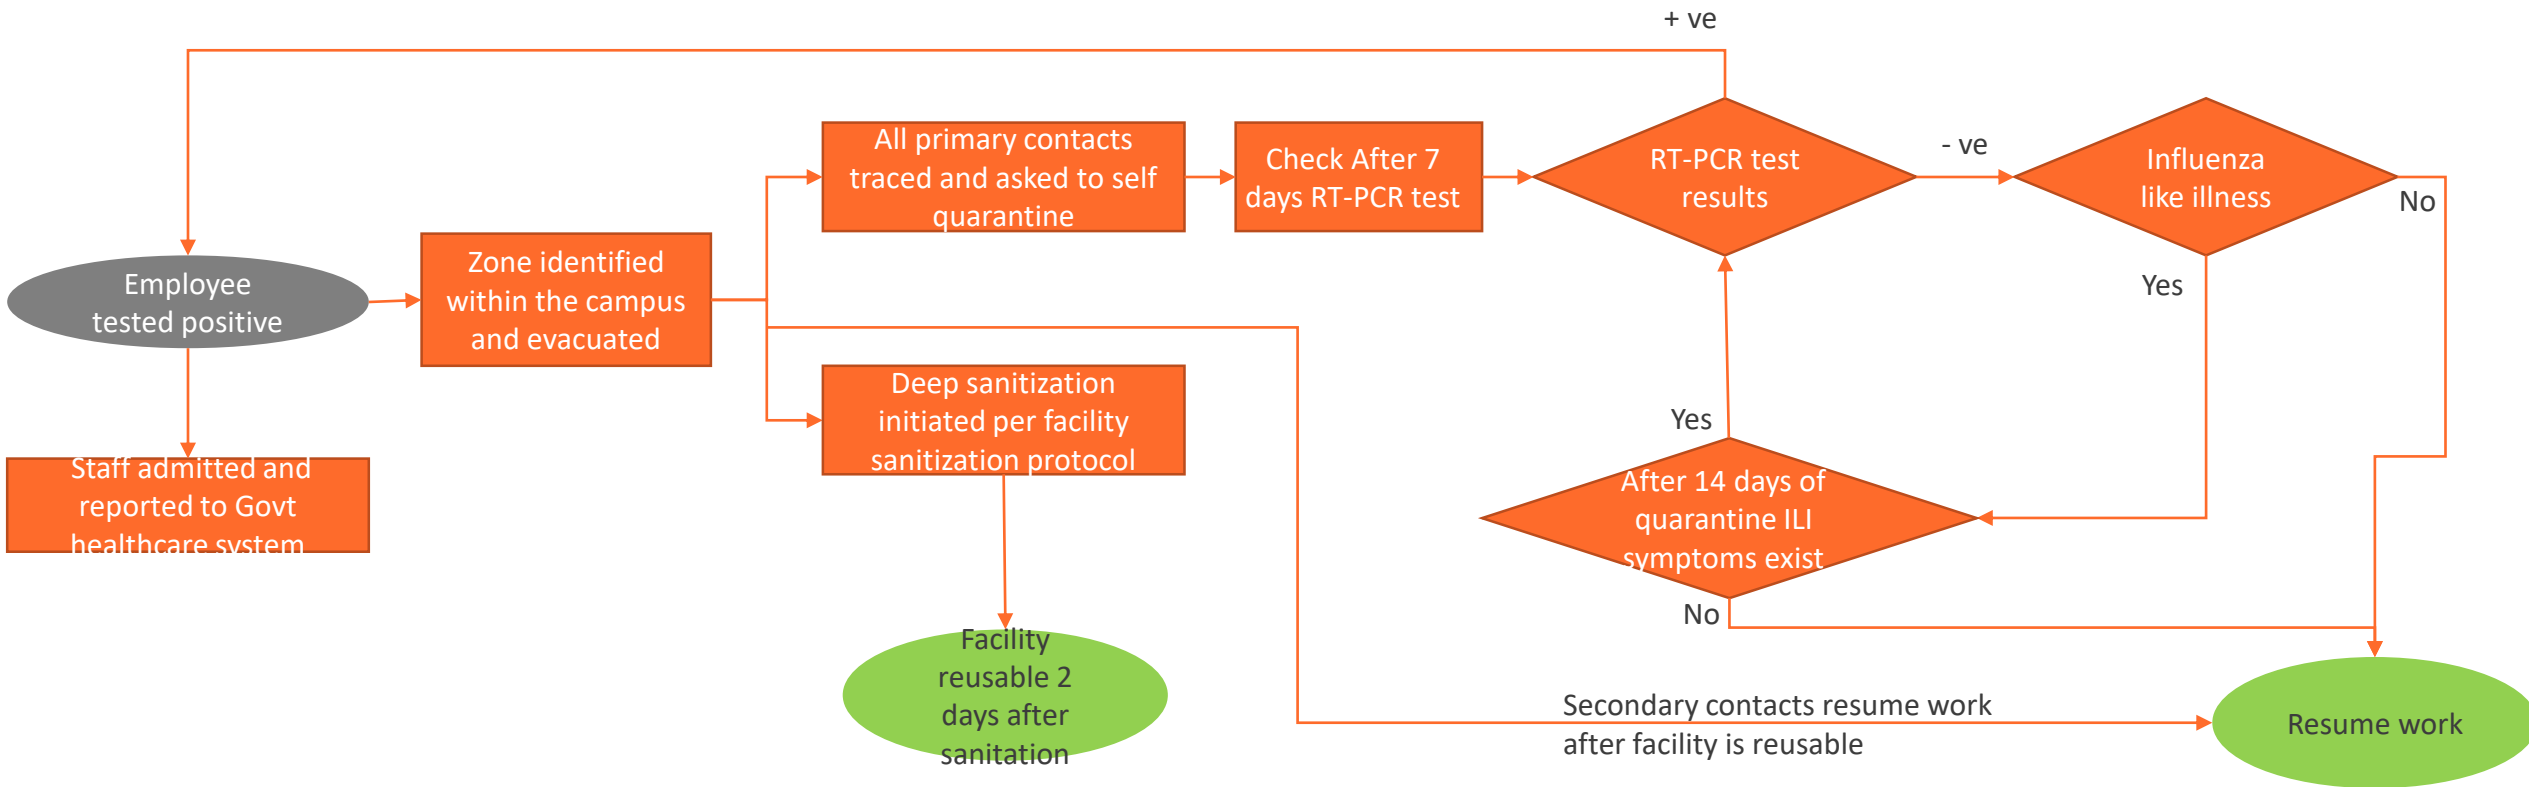 + ve
All primary contacts
traced and asked to self
quarantine
Check After 7
days RT-PCR test
RT-PCR test
results
- ve
Influenza
like illness
No
Yes
Employee
tested positive
Zone identified
within the campus
and evacuated
Deep sanitization
initiated per facility
sanitization protocol
Yes
After 14 days of
quarantine ILI
symptoms exist
No
Staff admitted and
reported to Govt
healthcare system
Facility
reusable 2
days after
sanitation
Secondary contacts resume work
after facility is reusable
Resume work